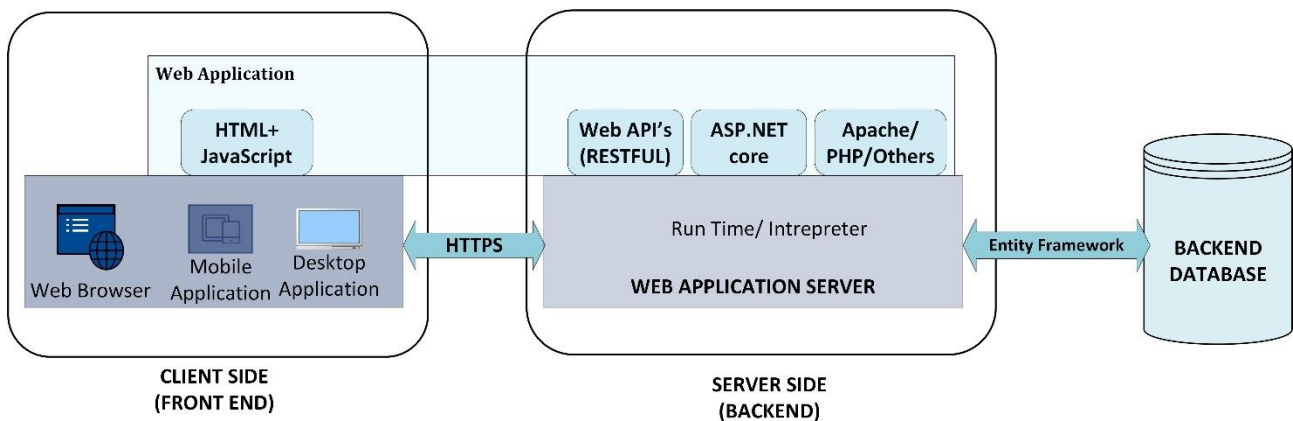 Web Application
HTML+
JavaScript
Web API's
(RESTFUL)
ASP.NET
core
Apache/
PHP/Others
Web Browser
Mobile
Application
Desktop
Application
HTTPS
Run Time/ Intrepreter
WEB APPLICATION SERVER
Entity Framework
BACKEND
DATABASE
CLIENT SIDE
(FRONT END)
SERVER SIDE
(BACKEND)